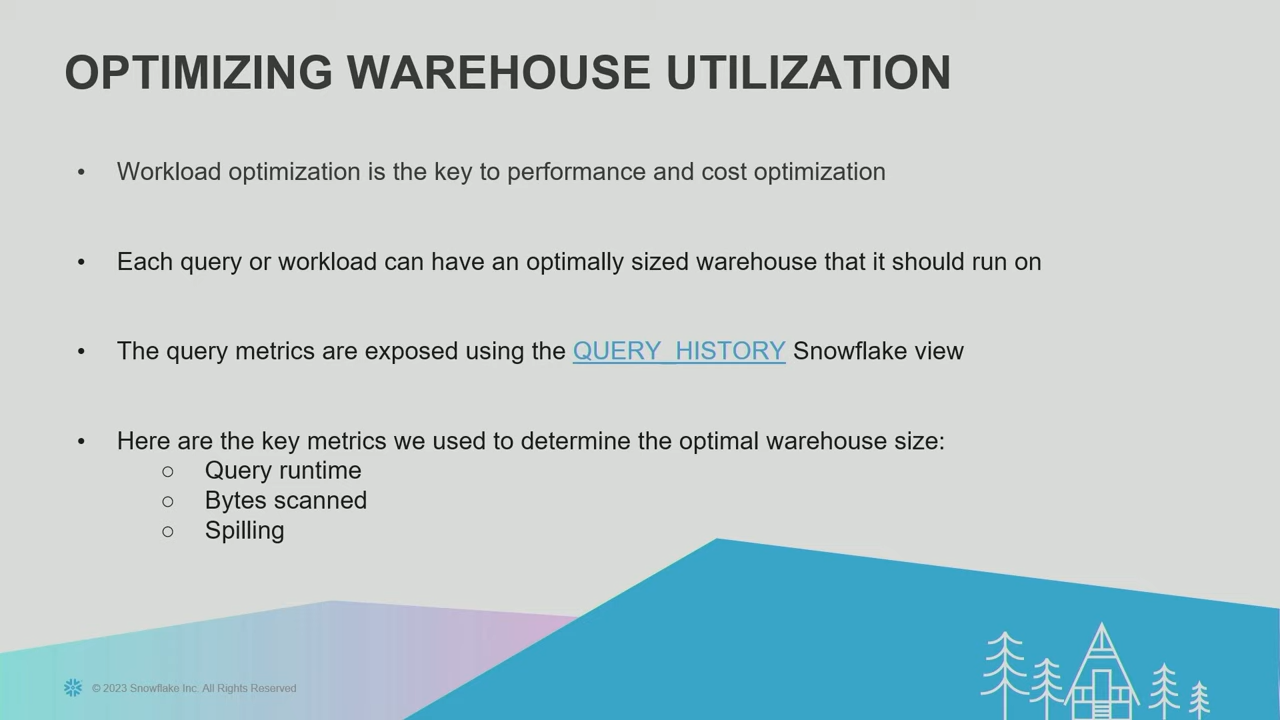 OPTIMIZING WAREHOUSE UTILIZATION
• Workload optimization is the key to performance and cost optimization
• Each query or workload can have an optimally sized warehouse that it should run on
• The query metrics are exposed using the QUERY_HISTORY Snowflake view
• Here are the key metrics we used to determine the optimal warehouse size:
○ Query runtime
○ Bytes scanned
○ Spilling
© 2023 Snowflake Inc. All Rights Reserved